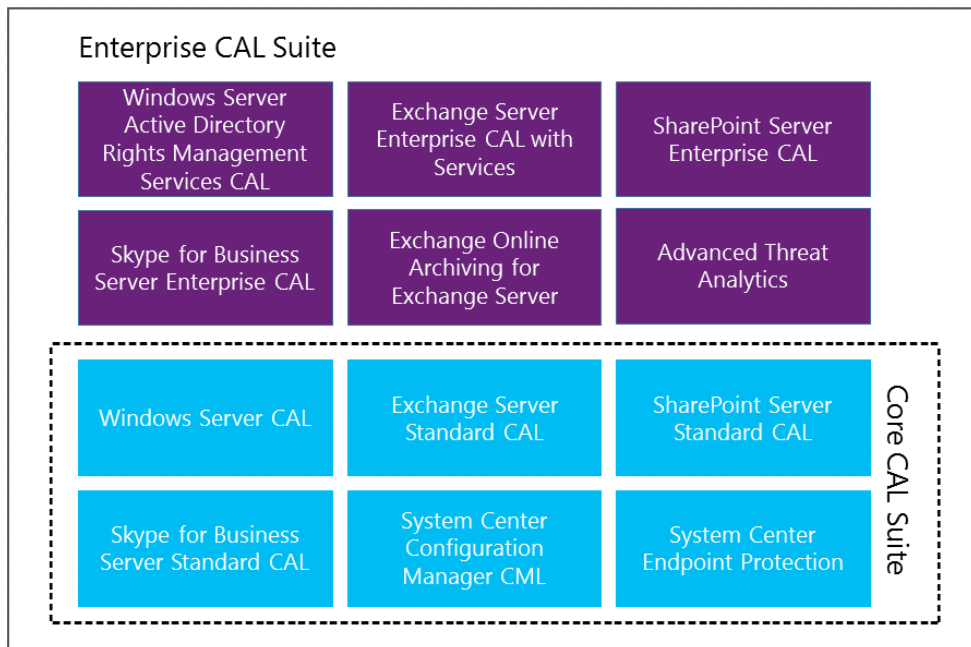 Enterprise CAL Suite
Windows Server
Active Directory
Rights Management
Services CAL
Exchange Server
Enterprise CAL with
Services
SharePoint Server
Enterprise CAL
Skype for Business
Server Enterprise CAL
Exchange Online
Archiving for
Exchange Server
Advanced Threat
Analytics
Windows Server CAL
Exchange Server
Standard CAL
SharePoint Server
Standard CAL
Skype for Business
Server Standard CAL
System Center
Configuration
Manager CML
System Center
Endpoint Protection
Core CAL Suite